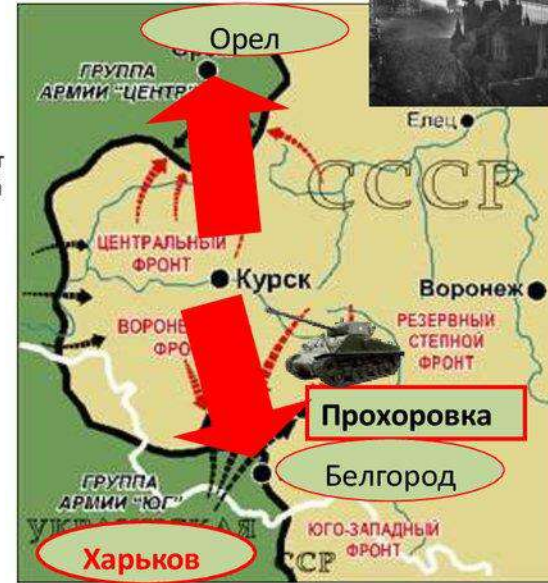 Орел
ГРУППА
АРМИИ "ЦЕНТР"
Елец
СССР
ЦЕНТРАЛЬНЫЙ
ФРОНТ
Курск
Воронеж
РЕЗЕРВНЫЙ
СТЕПНОЙ
ФРОНТ
Прохоровка
Белгород
ГРУППА
АРМИИ "ЮГ"
ЮГО-ЗАПАДНЫЙ
ФРОНТ
Харьков